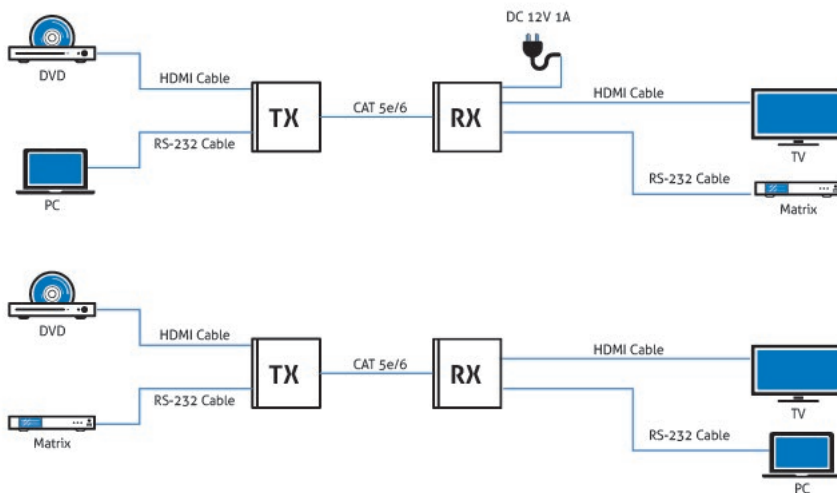 DC 12V 1A
DVD
HDMI Cable
HDMI Cable
TX
CAT 5e/6
RX
RS-232 Cable
TV
PC
RS-232 Cable
Matrix
DVD
HDMI Cable
HDMI Cable
TX
CAT 5e/6
RX
RS-232 Cable
TV
Matrix
RS-232 Cable
PC